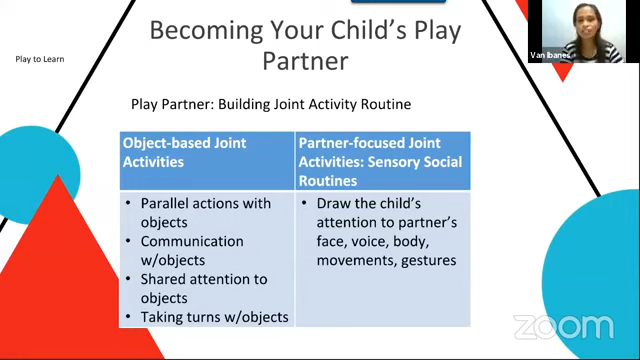 Becoming Your Child's Play
Partner
Play to Learn
Van Ibanes
Play Partner: Building Joint Activity Routine
Object-based Joint
Activities
Partner-focused Joint
Activities: Sensory Social
Routines
• Parallel actions with
objects
• Communication
w/objects
• Shared attention to
objects
• Taking turns w/objects
• Draw the child's
attention to partner's
face, voice, body,
movements, gestures
zoom